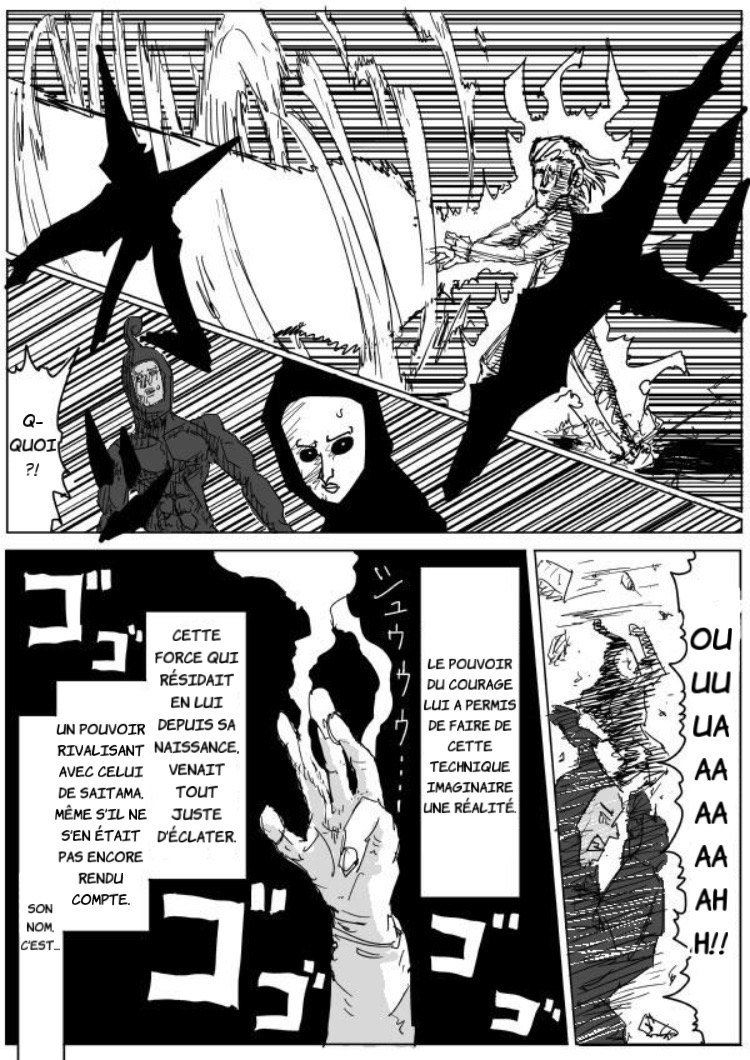 Q-
QUOI
?!
OU
UU
UA
AA
AA
AA
AH
H!!
シュウウウ...
LE POUVOIR
DU COURAGE
LUI A PERMIS
DE FAIRE DE
CETTE
TECHNIQUE
IMAGINAIRE
UNE RÉALITÉ.
CETTE
FORCE QUI
RÉSIDAIT
EN LUI
DEPUIS SA
NAISSANCE,
VENAIT
TOUT
JUSTE
D'ÉCLATER.
UN POUVOIR
RIVALISANT
AVEC CELUI
DE SAITAMA.
MÊME S'IL NE
S'EN ÉTAIT
PAS ENCORE
RENDU
COMPTE.
SON
NOM,
C'EST...
ゴゴ
ゴゴ
ゴゴ